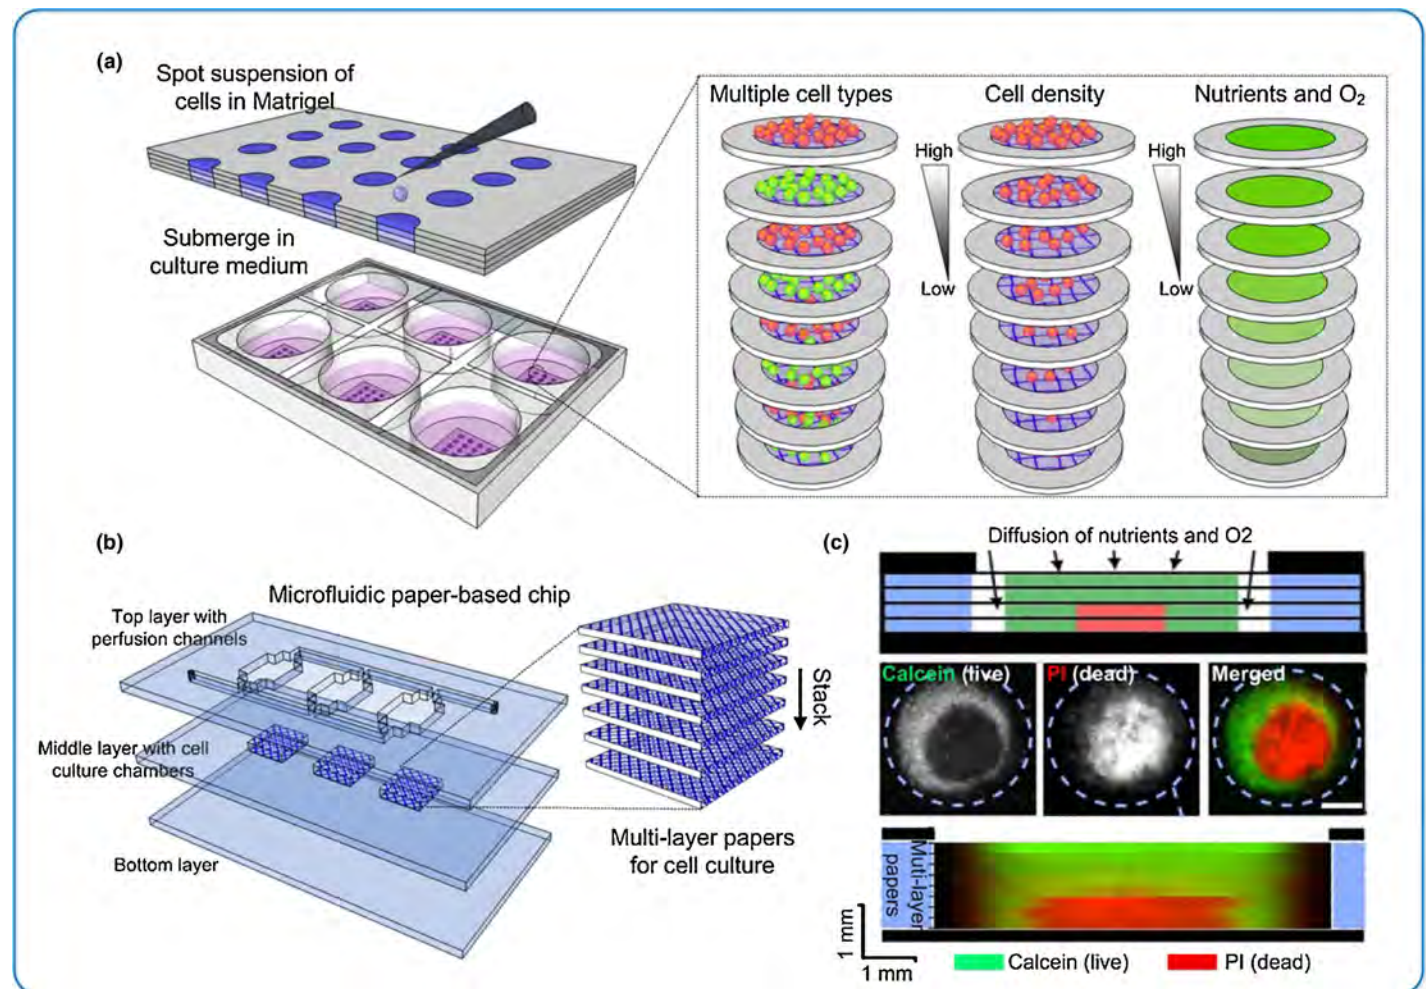 (a)
Spot suspension of
cells in Matrigel
Submerge in
culture medium
Multiple cell types
Cell density
Nutrients and O₂
High
Low
High
Low
(b)
Microfluidic paper-based chip
Top layer with
perfusion channels
Middle layer with cell
culture chambers
Bottom layer
Stack
Multi-layer papers
for cell culture
(c)
Diffusion of nutrients and O2
Calcein (live)
PI (dead)
Merged
Muti-layer
papers
1 mm
1 mm
Calcein (live)
PI (dead)